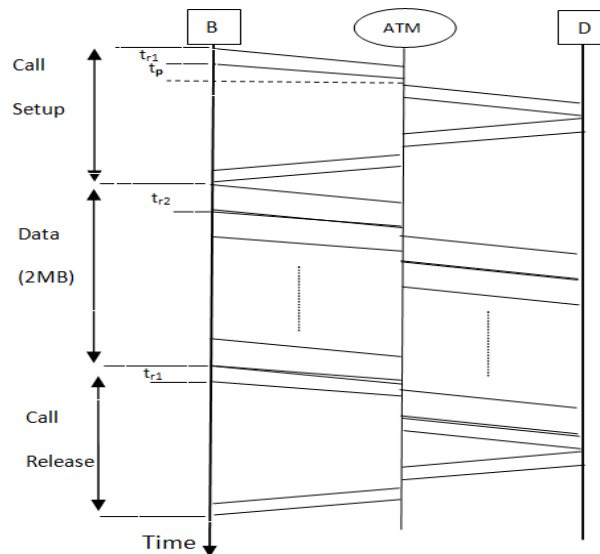 B
ATM
D
t_r1
t_p
Call
Setup
t_r2
Data
(2MB)
t_r1
Call
Release
Time